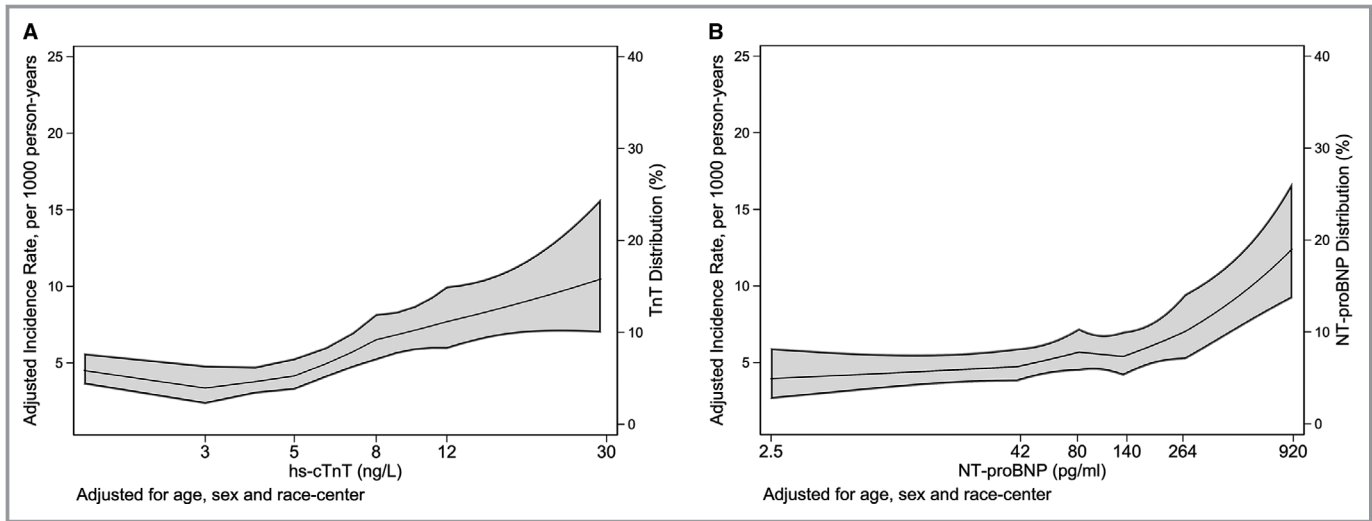 A
Adjusted Incidence Rate, per 1000 person-years
25
20
15
10
5
40
30
20
10
0
TnT Distribution (%)
3 5 8 12 30
hs-cTnT (ng/L)
Adjusted for age, sex and race-center
B
Adjusted Incidence Rate, per 1000 person-years
25
20
15
10
5
40
30
20
10
0
NT-proBNP Distribution (%)
2.5 42 80 140 264 920
NT-proBNP (pg/ml)
Adjusted for age, sex and race-center